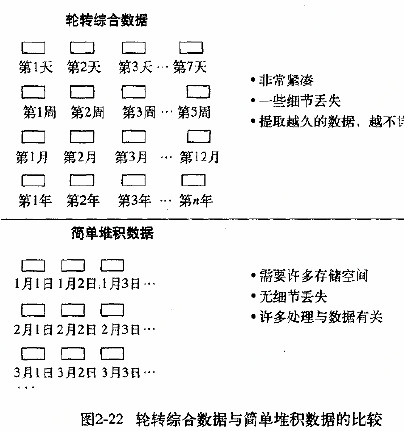 轮转综合数据
第1天 第2天 第3天 … 第7天
第1周 第2周 第3周 … 第5周
第1月 第2月 第3月 … 第12月
第1年 第2年 第3年 … 第n年
• 非常紧凑
• 一些细节丢失
• 提取越久的数据，越不详
简单堆积数据
1月1日 1月2日 1月3日 …
2月1日 2月2日 2月3日 …
3月1日 3月2日 3月3日 …
…
• 需要许多存储空间
• 无细节丢失
• 许多处理与数据有关
图2-22 轮转综合数据与简单堆积数据的比较